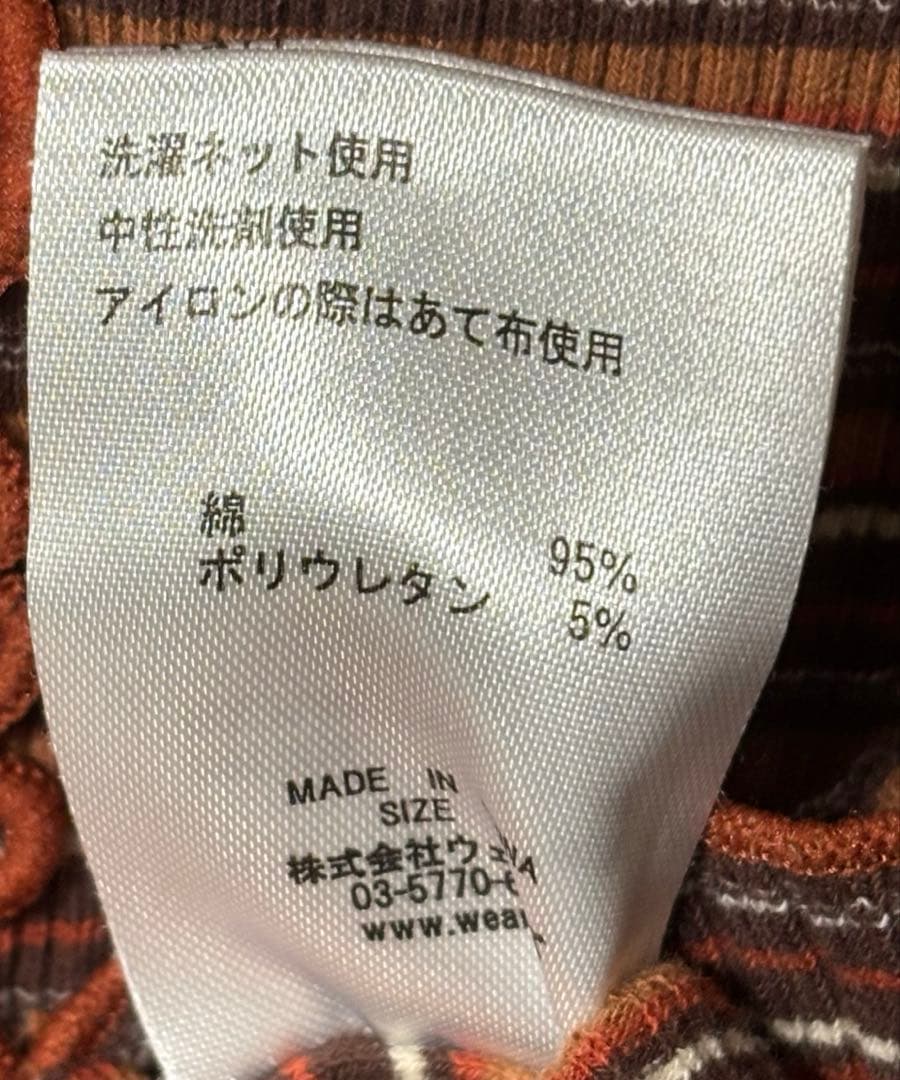 洗濯ネット使用
中性洗剤使用
アイロンの際はあて布使用
綿 95%
ポリウレタン 5%
MADE IN
SIZE
株式会社ウェ
03-5770-
www.wear